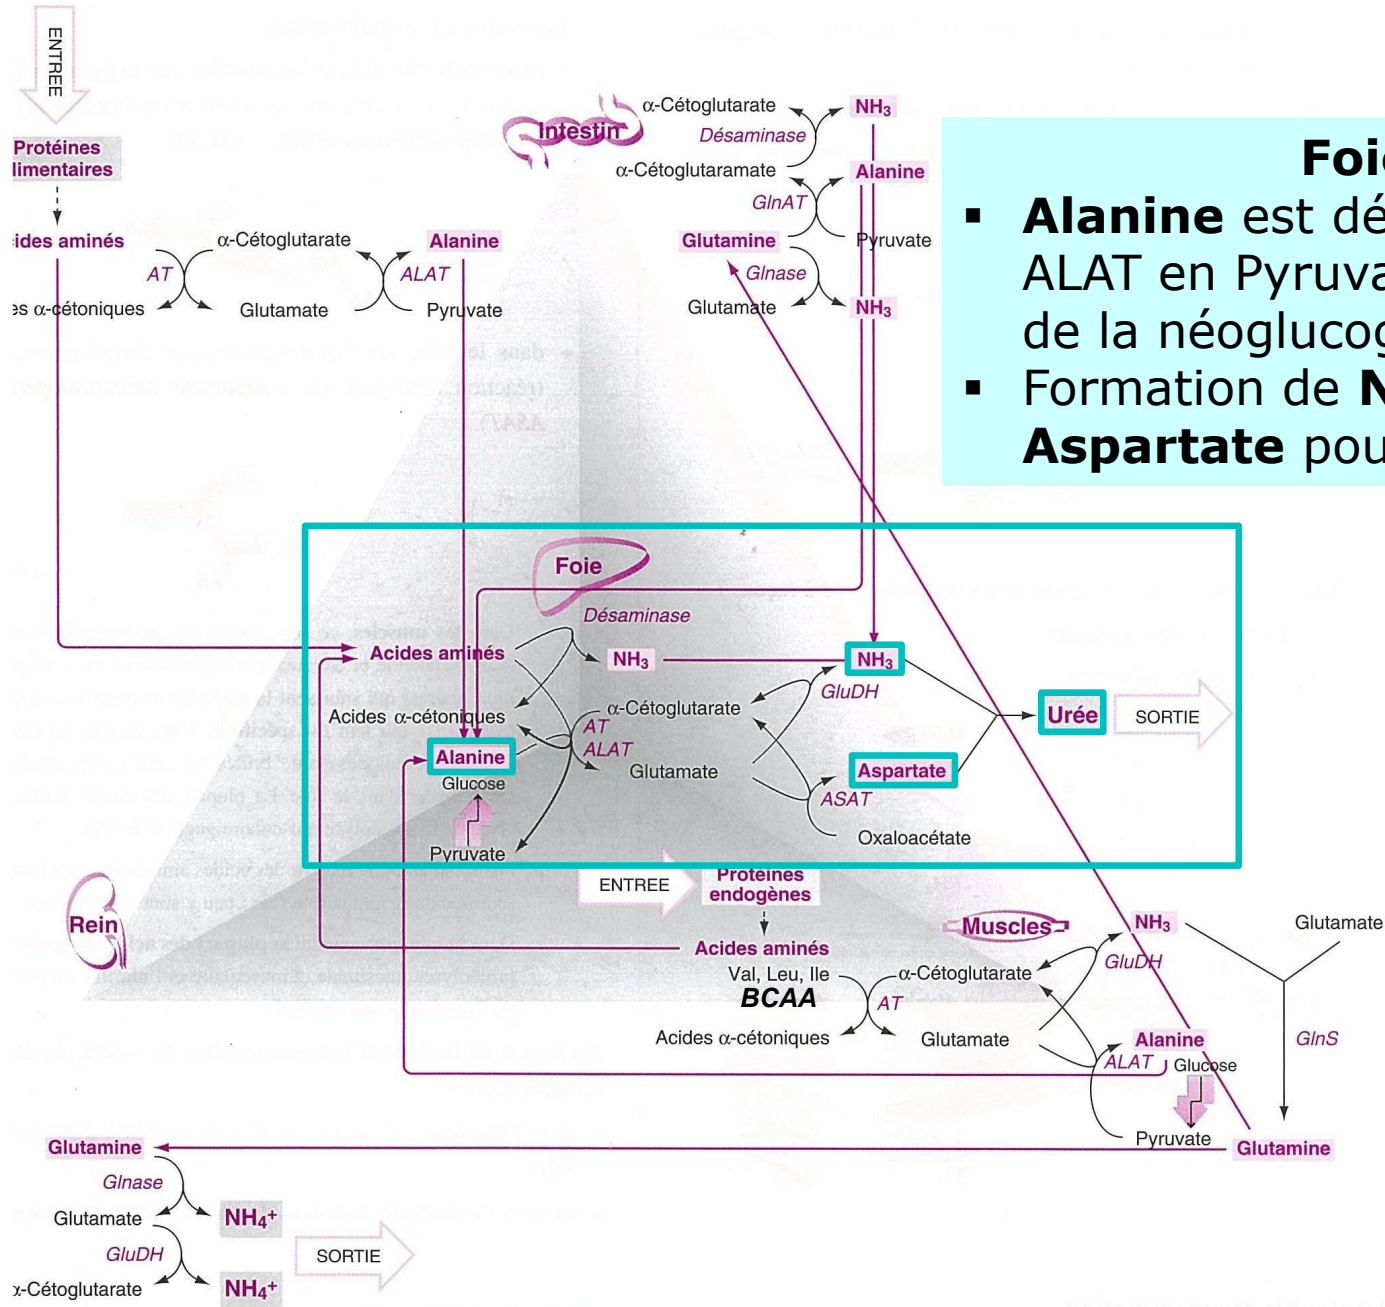 ENTREE
Protéines
limentaires
ides aminés
AT
es α-cétoniques
α-Cétoglutarate
Glutamate
Alanine
ALAT
Pyruvate
Intestin
α-Cétoglutarate
NH₃
Désaminase
α-Cétoglutaramate
Alanine
GlnAT
Glutamine
Pyruvate
Glnase
Glutamate
NH₃
Foie
▪ Alanine est dé
ALAT en Pyruva
de la néoglucog
▪ Formation de N
Aspartate pou
Foie
Désaminase
Acides aminés
NH₃
NH₃
GluDH
Acides α-cétoniques
α-Cétoglutarate
AT
ALAT
Urée
SORTIE
Alanine
Glutamate
Aspartate
Glucose
ASAT
Pyruvate
Oxaloacétate
ENTREE
Protéines
endogènes
Rein
Muscles
Acides aminés
Val, Leu, Ile
BCAA
α-Cétoglutarate
AT
Acides α-cétoniques
Glutamate
NH₃
Glutamate
GluDH
Alanine
ALAT
Glucose
GlnS
Pyruvate
Glutamine
Glutamine
Glnase
Glutamate
NH₄⁺
GluDH
SORTIE
α-Cétoglutarate
NH₄⁺